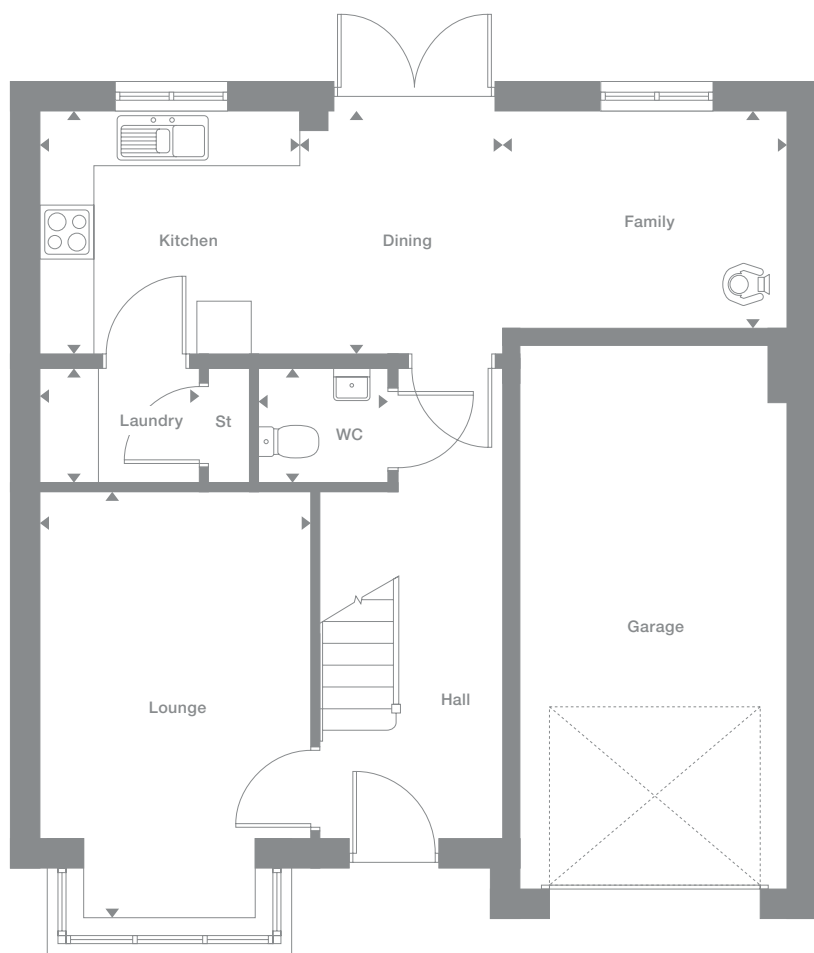 Family
Kitchen
Dining
Laundry
St
WC
Garage
Hall
Lounge